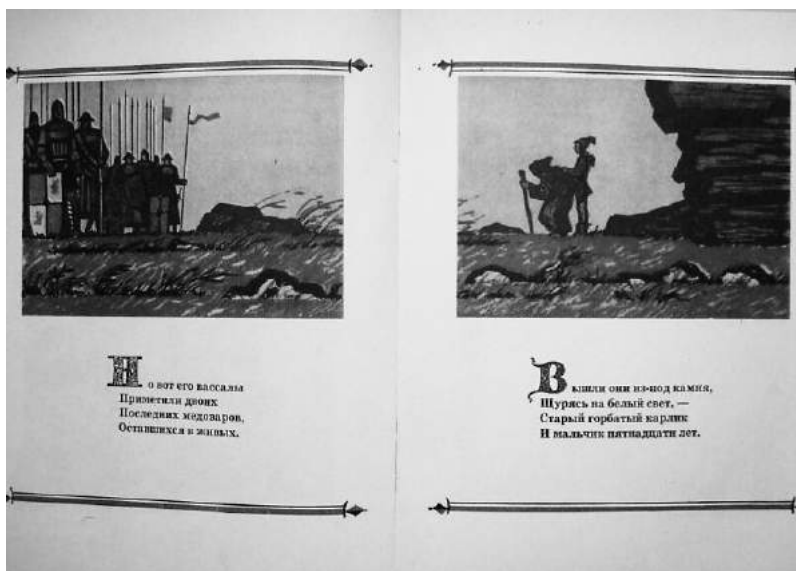 Но вот его вассалы
Приметили двоих
Последних медоваров,
Оставшихся в живых.
Вышли они из-под камня,
Щурясь на белый свет, —
Старый горбатый карлик
И мальчик пятнадцати лет.